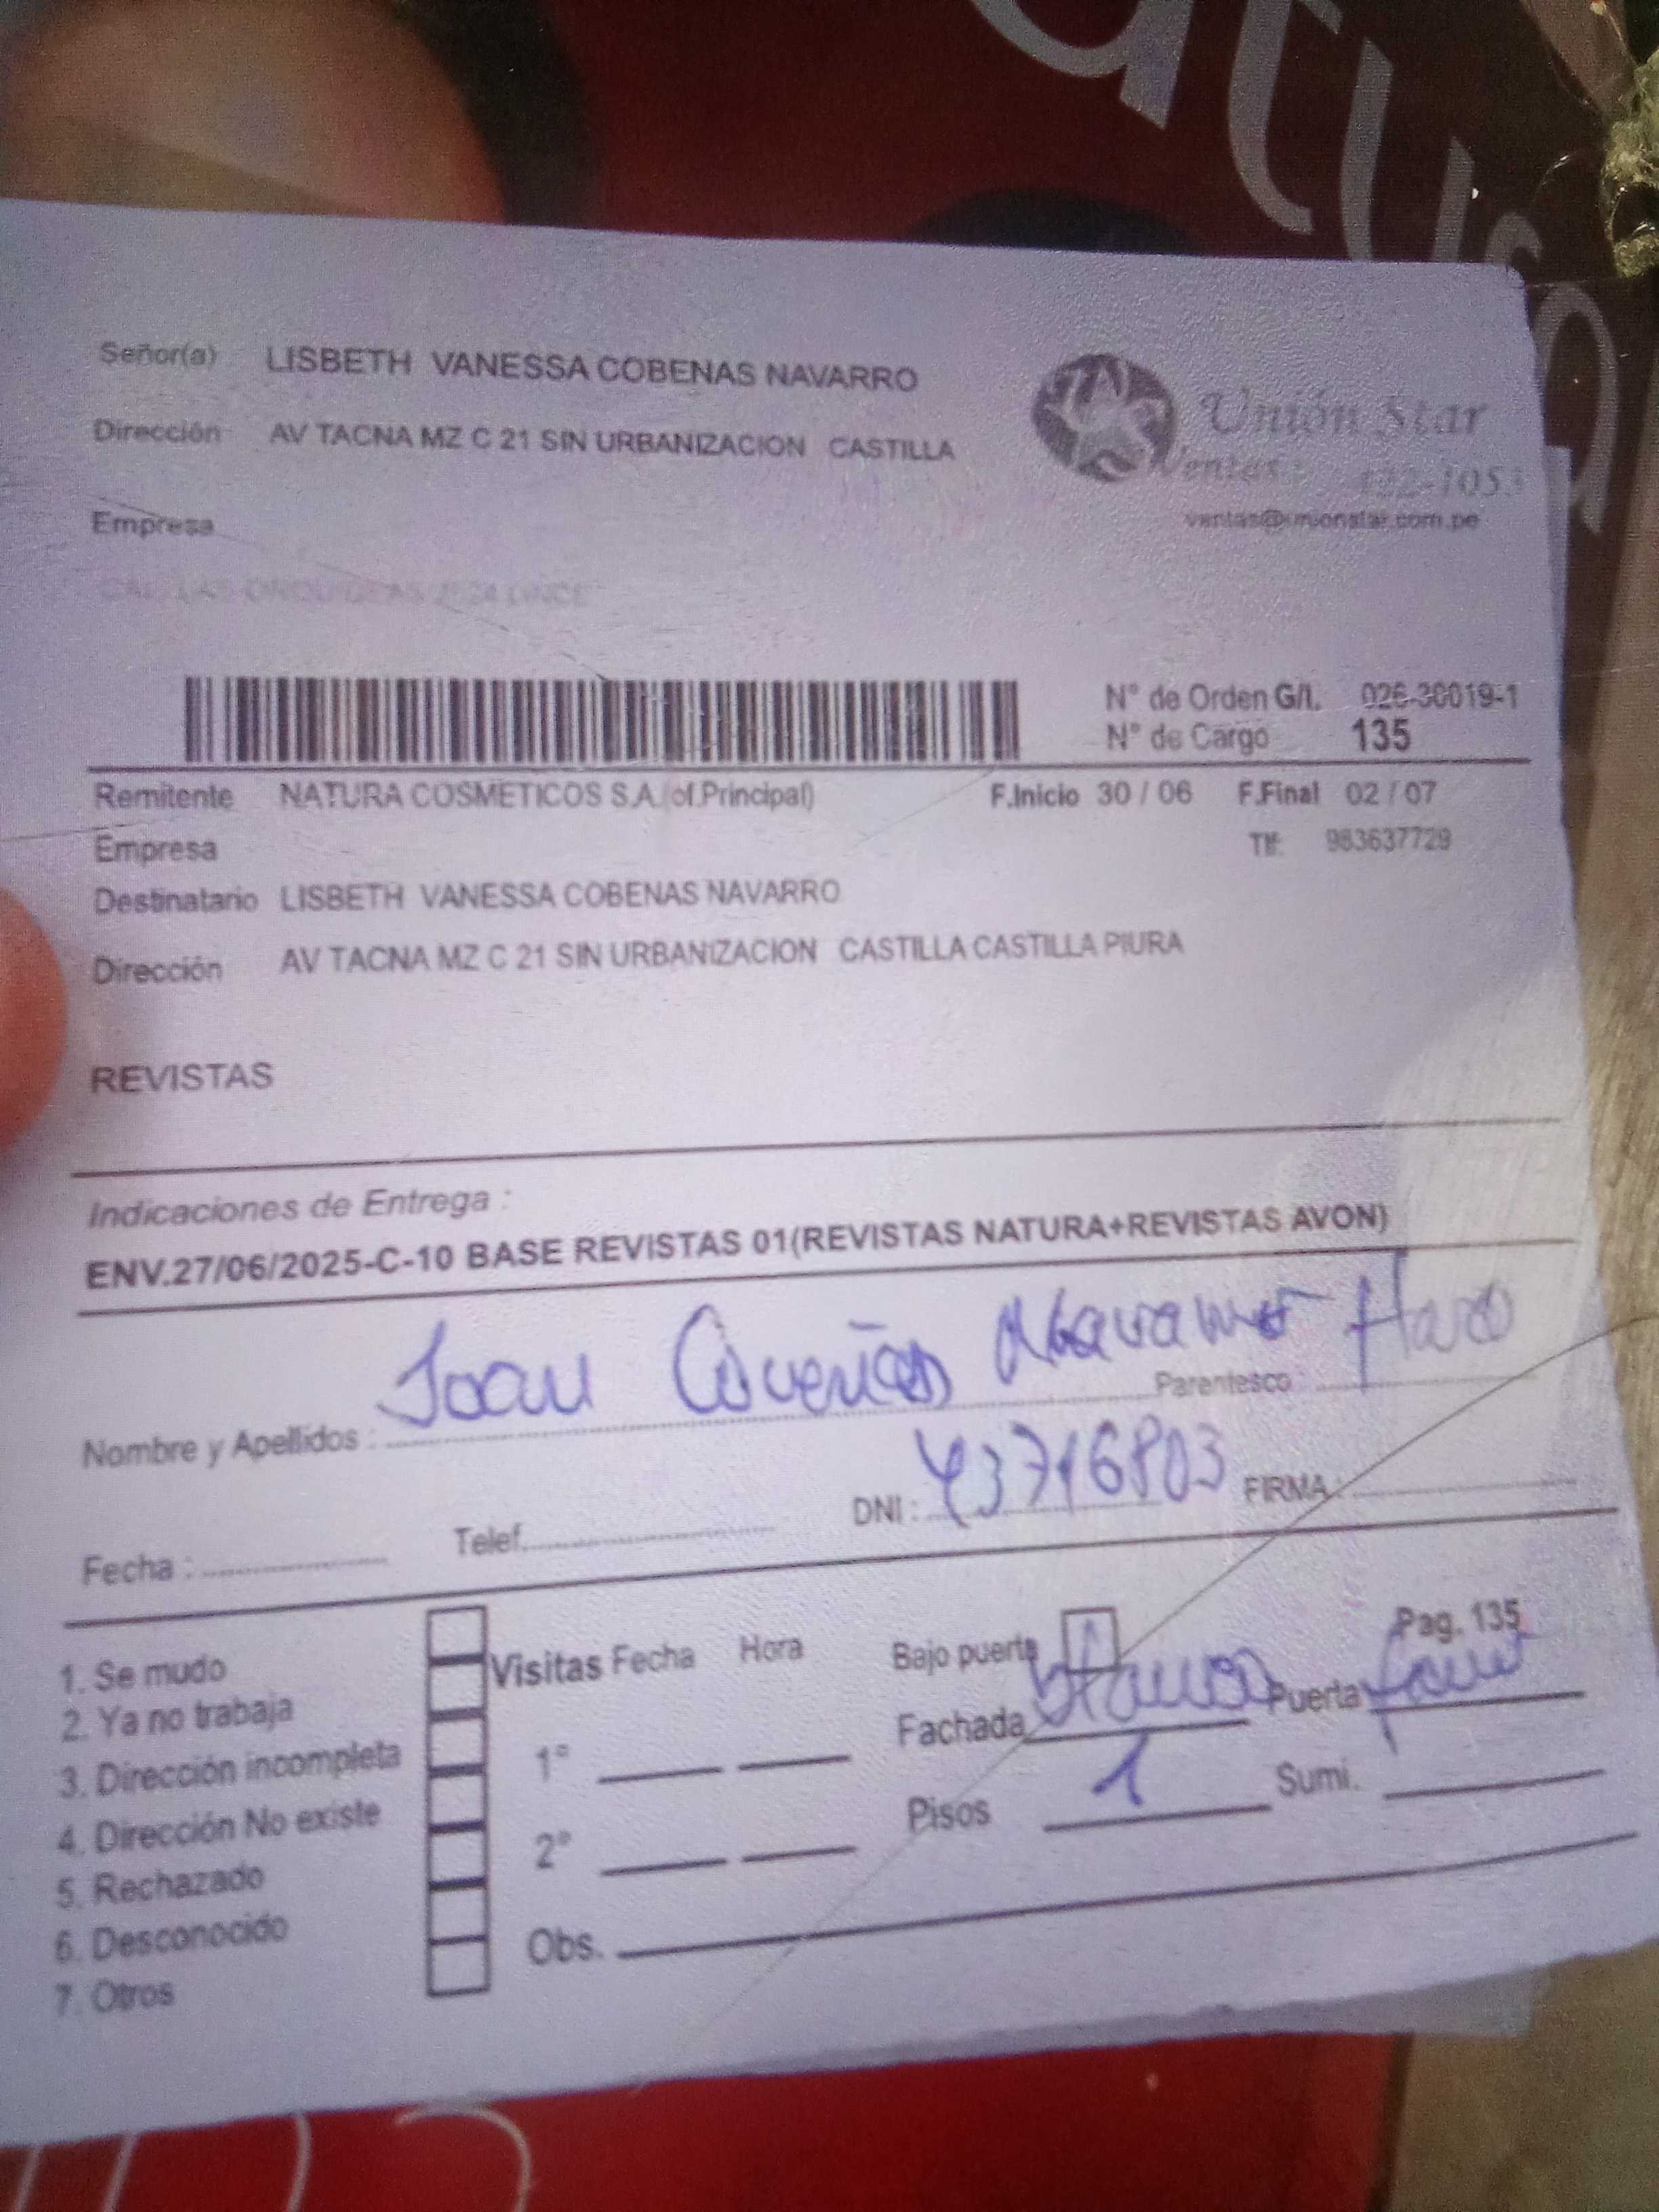 Señor(a) LISBETH VANESSA COBENAS NAVARRO
Dirección AV TACNA MZ C 21 SIN URBANIZACION CASTILLA
Unión Star
Ventas: 422-1053
ventas@unionstar.com.pe
Empresa
N° de Orden G/L 026-30019-1
N° de Cargo 135
Remitente NATURA COSMETICOS S.A.(of.Principal) F.Inicio 30 / 06 F.Final 02 / 07
Empresa Tlf: 983637729
Destinatario LISBETH VANESSA COBENAS NAVARRO
Dirección AV TACNA MZ C 21 SIN URBANIZACION CASTILLA CASTILLA PIURA
REVISTAS
Indicaciones de Entrega :
ENV.27/06/2025-C-10 BASE REVISTAS 01(REVISTAS NATURA+REVISTAS AVON)
Nombre y Apellidos : Joan Coveñas Parentesco :
Fecha : Telef. DNI : 43716803 FIRMA :
Pag. 135
1. Se mudo
2. Ya no trabaja
3. Dirección incompleta
4. Dirección No existe
5. Rechazado
6. Desconocido
7. Otros
Visitas Fecha Hora
1°
2°
Obs.
Bajo puerta
Fachada Puerta
Pisos 1 Sumi.